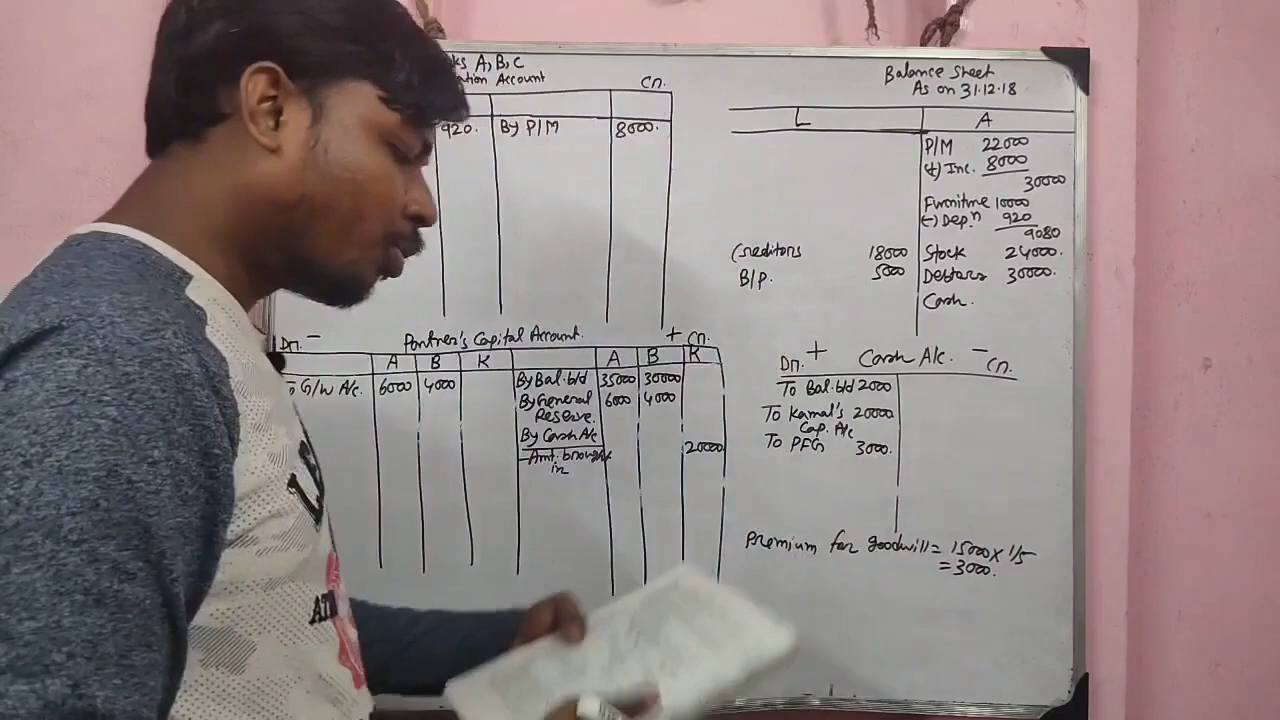 A, B, C
Account
Cr.
920.
By P/M
8000.
Balance Sheet
As on 31.12.18
L
A
P/M 22000
(+) Inc. 8000
30000
Furniture 10000
(-) Depn 920
9080
Creditors 18000
Stock 24000.
B/P. 5000
Debtors 30000.
Cash.
Dr. - Partner's Capital Account. + Cr.
A B K A B K
G/W A/c. 6000 4000
By Bal. b/d 35000 30000
By General 6000 4000
Reserve.
By Cash A/c 20000
Amt. brought
in
Dr. + Cash A/c. - Cr.
To Bal. b/d 2000
To Kamal's 20000
Cap. A/c
To PFG 3000.
Premium for goodwill = 15000 x 1/5
= 3000.